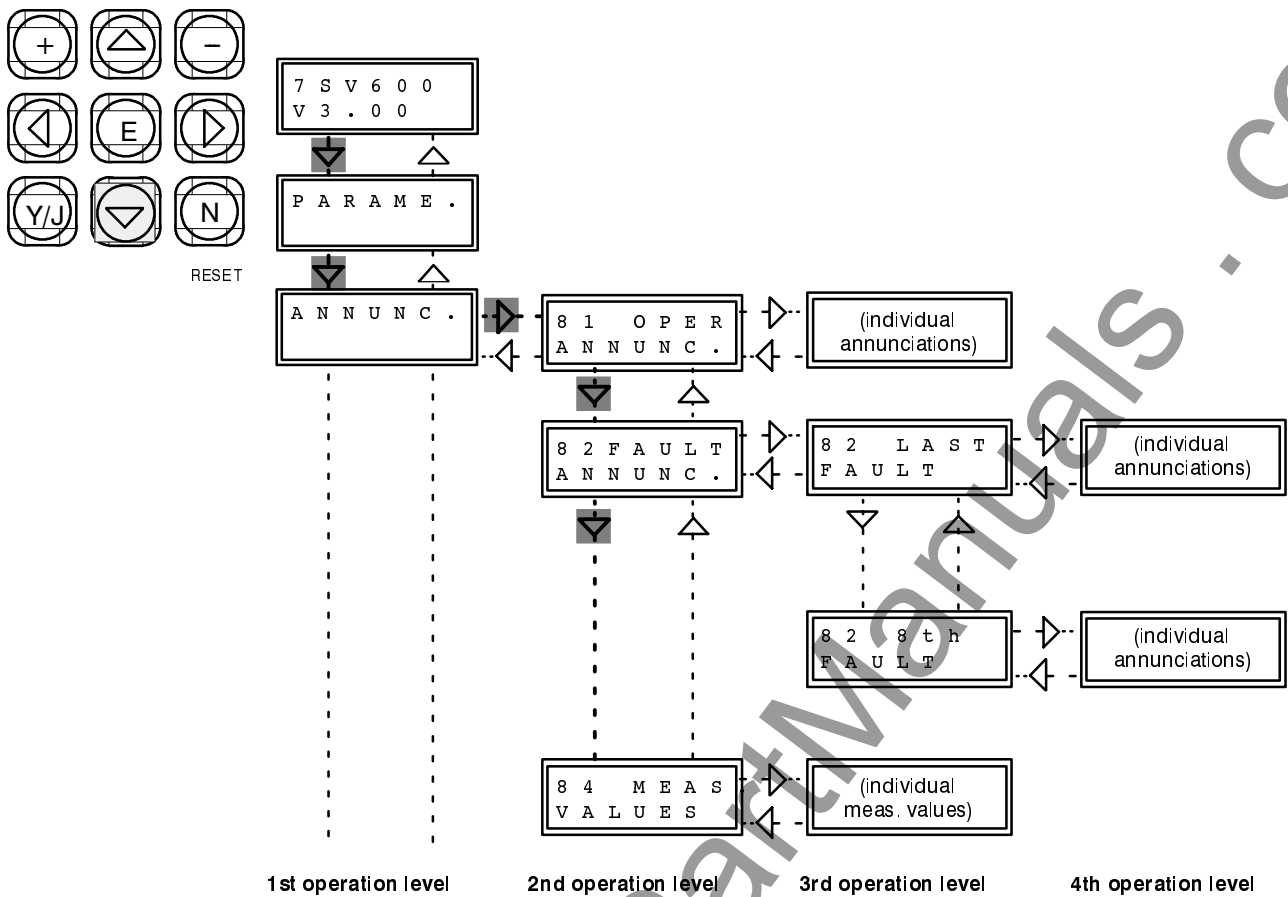 + −
E
Y/J N
RESET
7SV600
V3.00
PARAME.
ANNUNC.
81 OPER
ANNUNC.
(individual
annunciations)
82FAULT
ANNUNC.
82 LAST
FAULT
(individual
annunciations)
82 8th
FAULT
(individual
annunciations)
84 MEAS
VALUES
(individual
meas. values)
1st operation level
2nd operation level
3rd operation level
4th operation level
artManuals . c